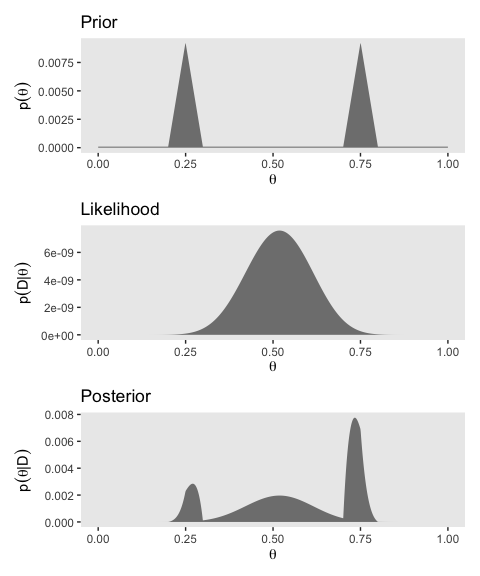 Prior
p(θ)
0.0075
0.0050
0.0025
0.0000
0.00 0.25 0.50 0.75 1.00
θ
Likelihood
p(D|θ)
6e-09
4e-09
2e-09
0e+00
0.00 0.25 0.50 0.75 1.00
θ
Posterior
p(θ|D)
0.008
0.006
0.004
0.002
0.000
0.00 0.25 0.50 0.75 1.00
θ